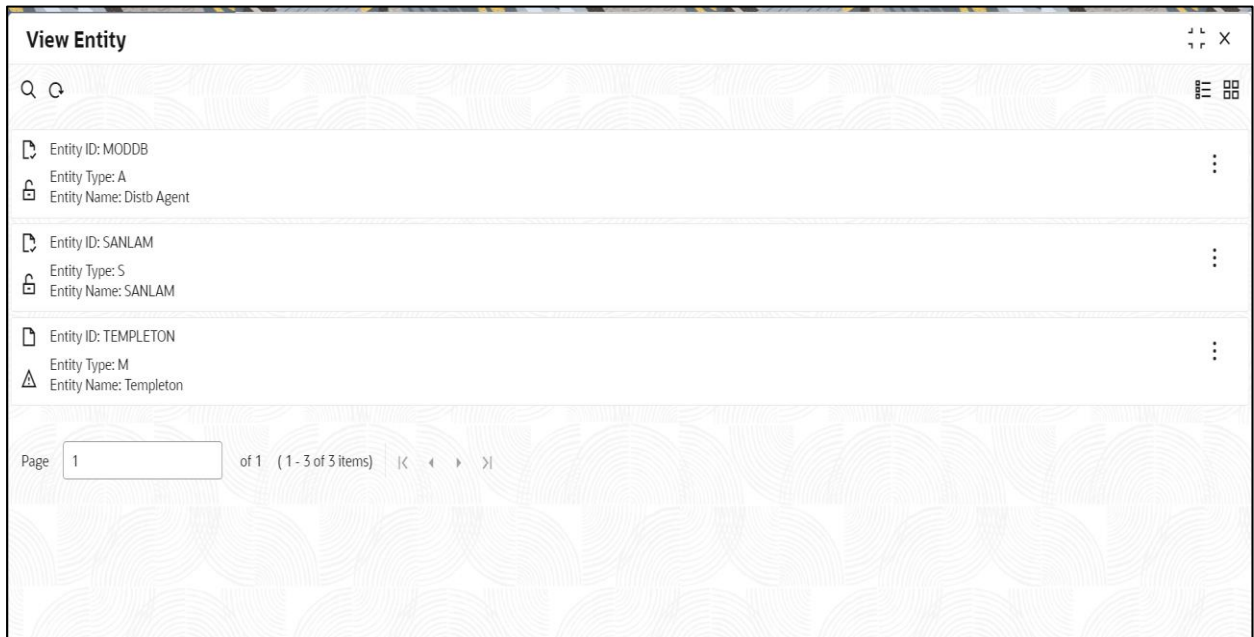 View Entity
Entity ID: MODDB
Entity Type: A
Entity Name: Distb Agent
Entity ID: SANLAM
Entity Type: S
Entity Name: SANLAM
Entity ID: TEMPLETON
Entity Type: M
Entity Name: Templeton
Page 1 of 1 ( 1 - 3 of 3 items)